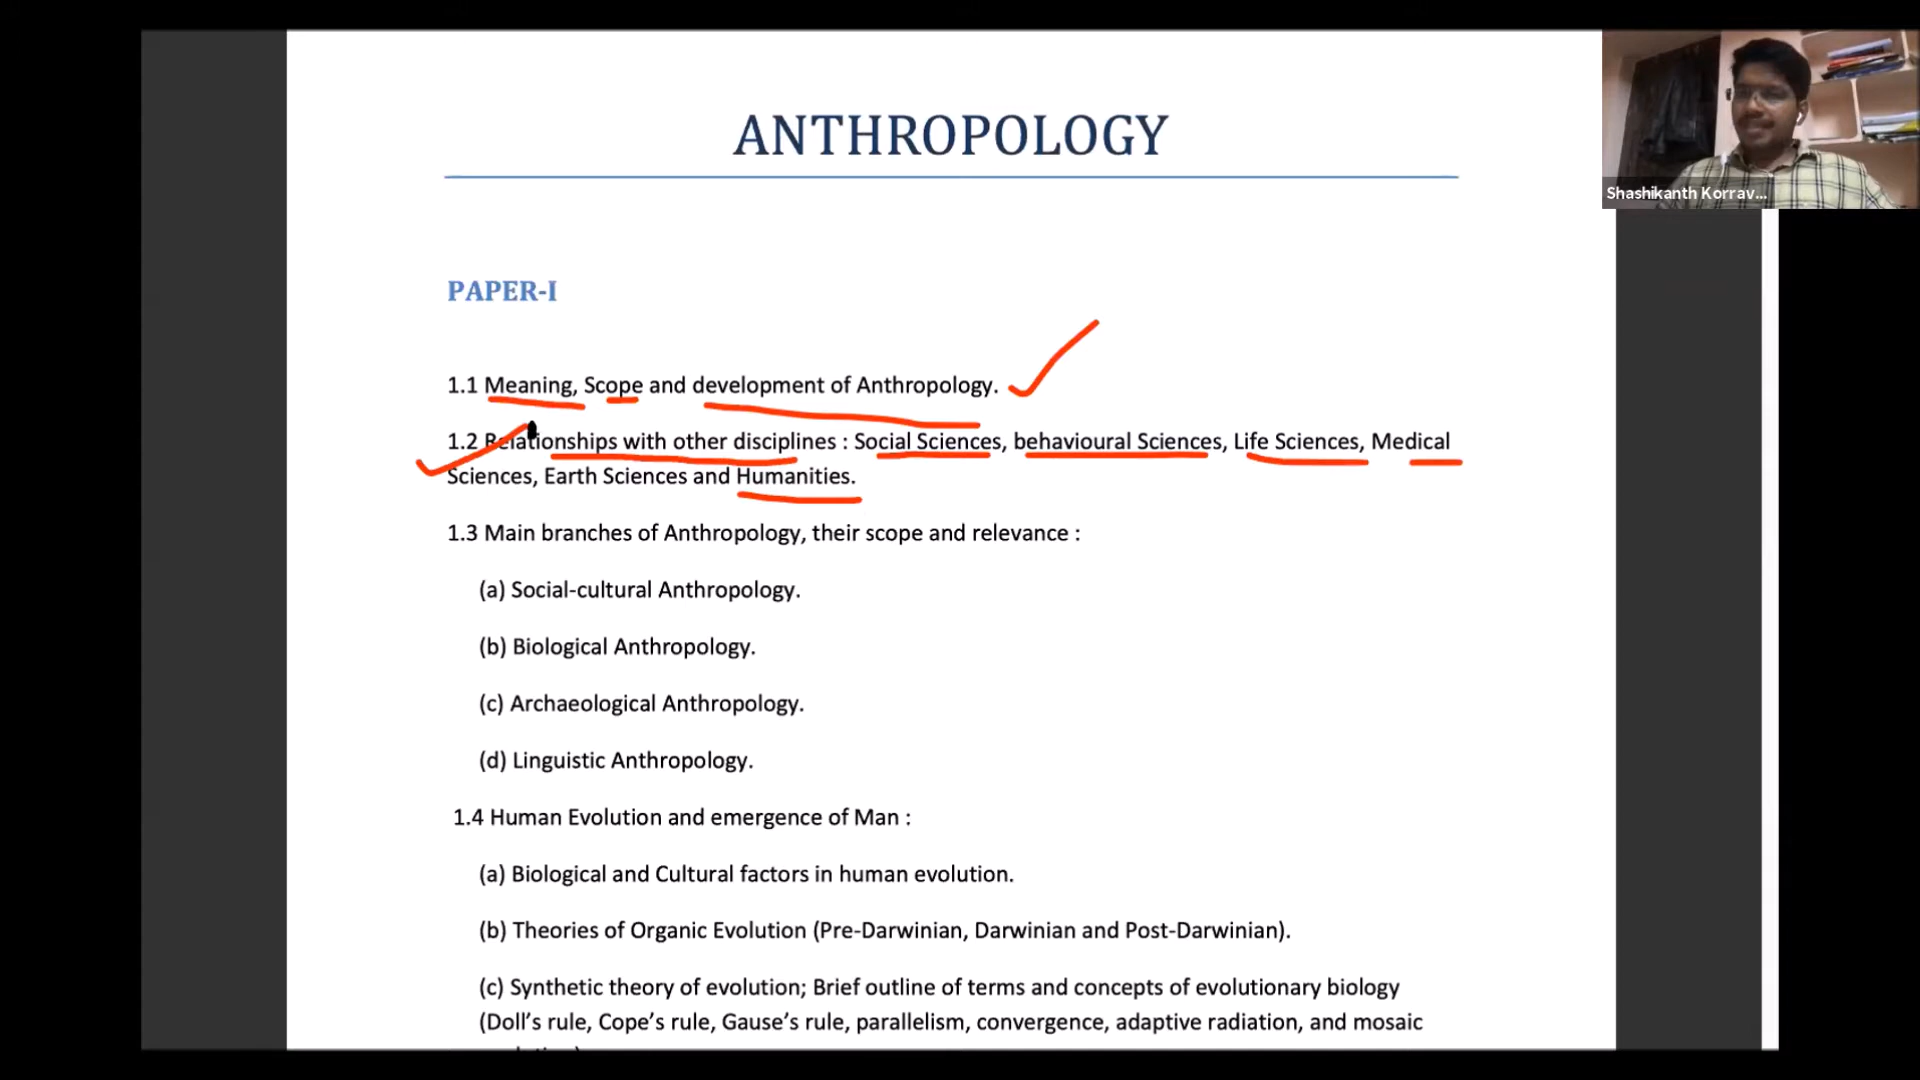 ANTHROPOLOGY
Shashikanth Korrav...
PAPER-I
1.1 Meaning, Scope and development of Anthropology.
1.2 Relationships with other disciplines : Social Sciences, behavioural Sciences, Life Sciences, Medical
Sciences, Earth Sciences and Humanities.
1.3 Main branches of Anthropology, their scope and relevance :
(a) Social-cultural Anthropology.
(b) Biological Anthropology.
(c) Archaeological Anthropology.
(d) Linguistic Anthropology.
1.4 Human Evolution and emergence of Man :
(a) Biological and Cultural factors in human evolution.
(b) Theories of Organic Evolution (Pre-Darwinian, Darwinian and Post-Darwinian).
(c) Synthetic theory of evolution; Brief outline of terms and concepts of evolutionary biology
(Doll’s rule, Cope’s rule, Gause’s rule, parallelism, convergence, adaptive radiation, and mosaic